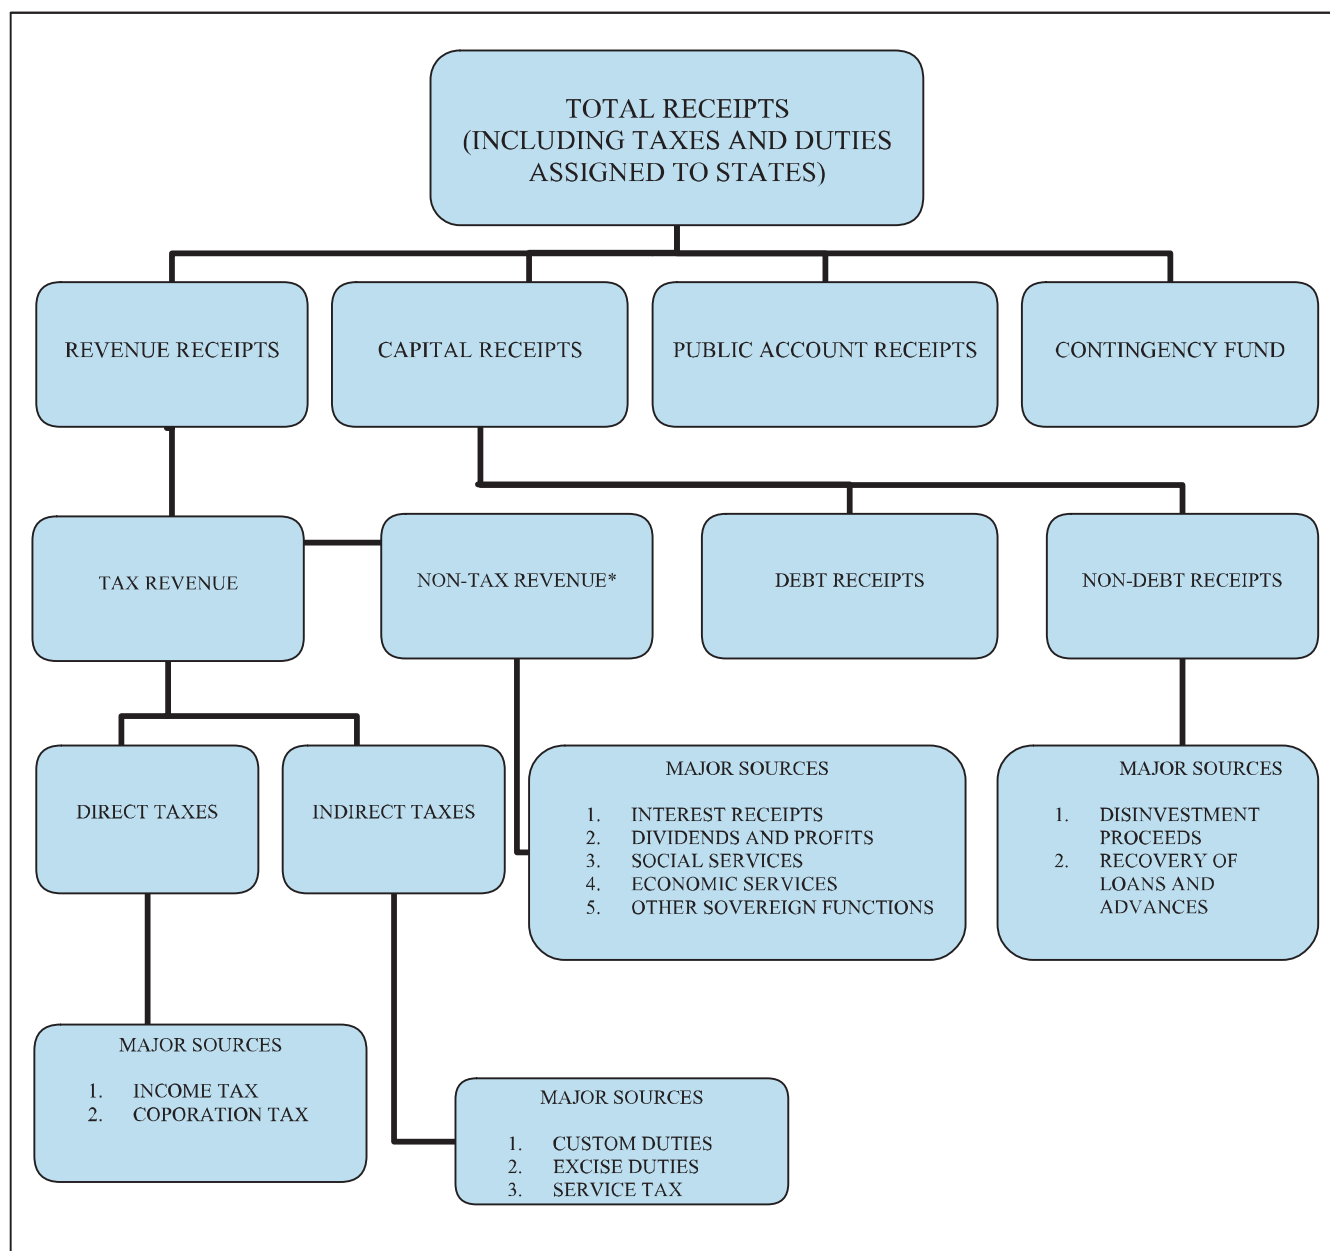 TOTAL RECEIPTS
(INCLUDING TAXES AND DUTIES
ASSIGNED TO STATES)
REVENUE RECEIPTS
CAPITAL RECEIPTS
PUBLIC ACCOUNT RECEIPTS
CONTINGENCY FUND
TAX REVENUE
NON-TAX REVENUE*
DEBT RECEIPTS
NON-DEBT RECEIPTS
DIRECT TAXES
INDIRECT TAXES
MAJOR SOURCES
1. INTEREST RECEIPTS
2. DIVIDENDS AND PROFITS
3. SOCIAL SERVICES
4. ECONOMIC SERVICES
5. OTHER SOVEREIGN FUNCTIONS
MAJOR SOURCES
1. DISINVESTMENT
PROCEEDS
2. RECOVERY OF
LOANS AND
ADVANCES
MAJOR SOURCES
1. INCOME TAX
2. COPORATION TAX
MAJOR SOURCES
1. CUSTOM DUTIES
2. EXCISE DUTIES
3. SERVICE TAX